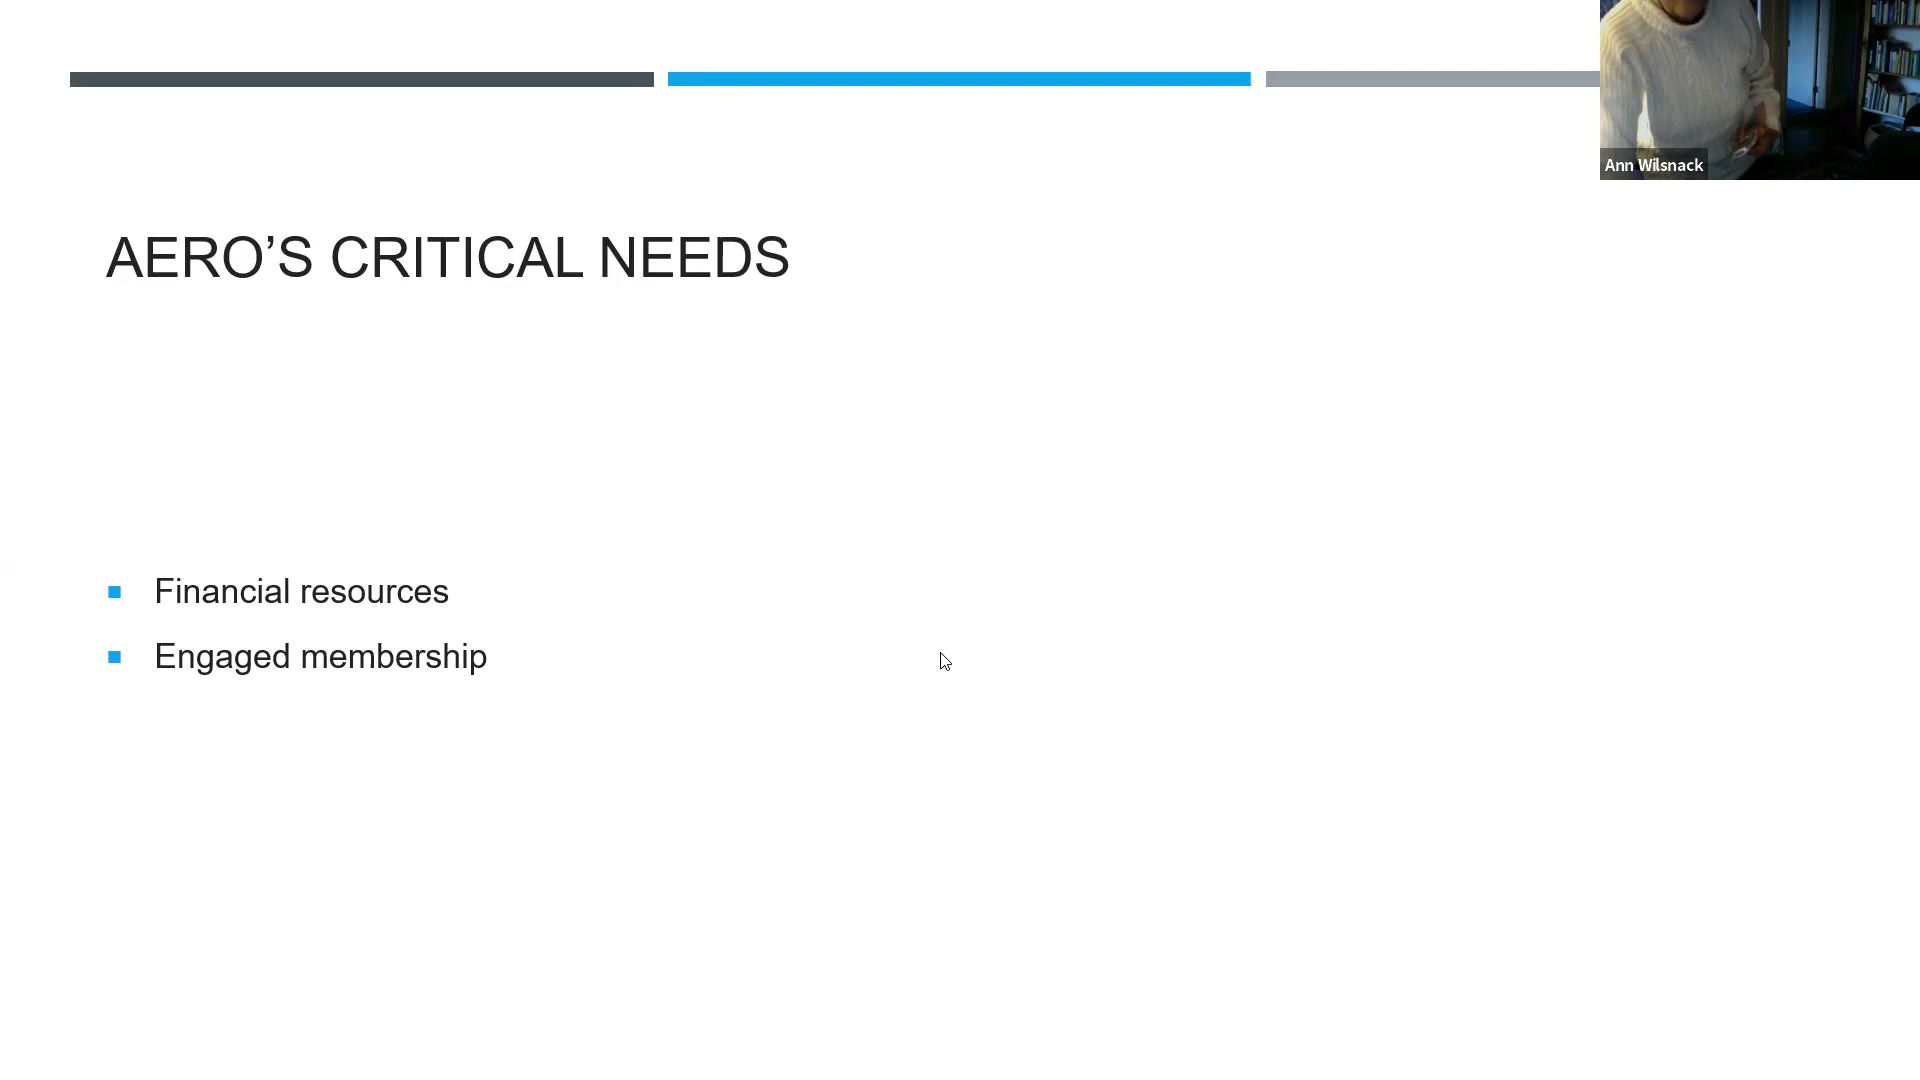 Ann Wilsnack
AERO’S CRITICAL NEEDS
Financial resources
Engaged membership